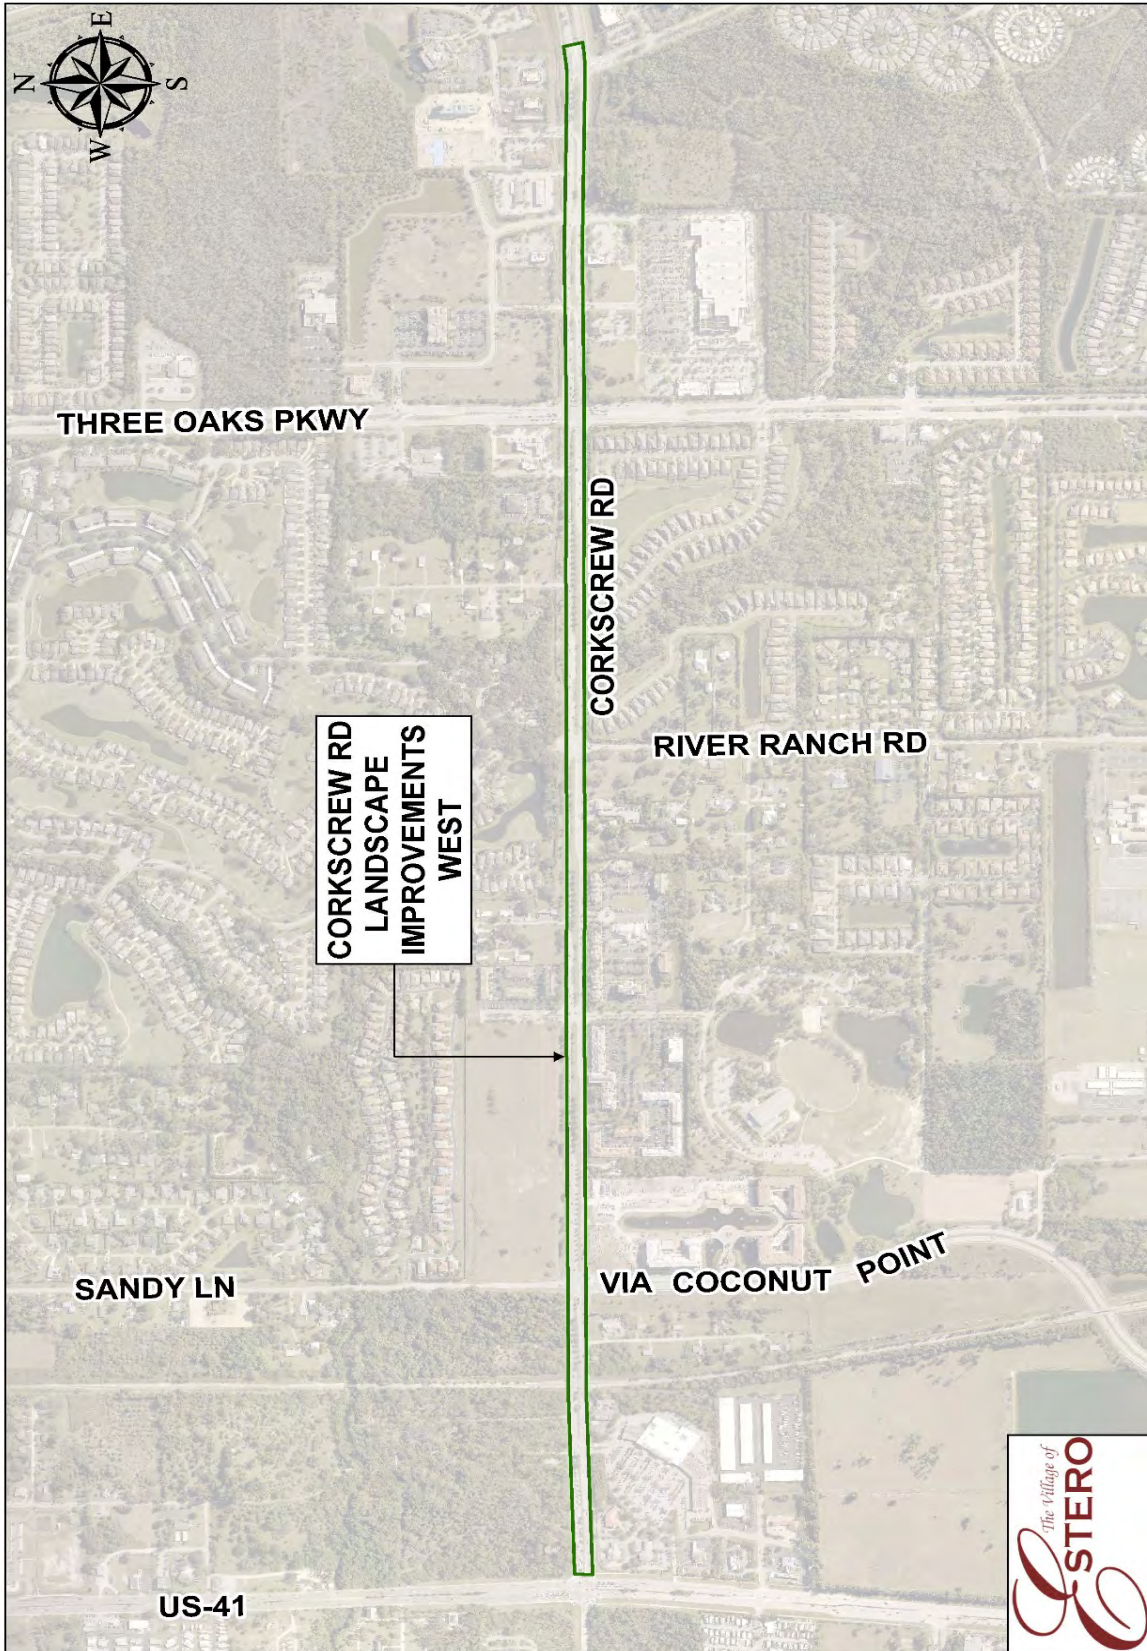 N
E
S
W
THREE OAKS PKWY
CORKSCREW RD
RIVER RANCH RD
CORKSCREW RD
LANDSCAPE
IMPROVEMENTS
WEST
SANDY LN
VIA COCONUT POINT
US-41
The Village of
ESTERO